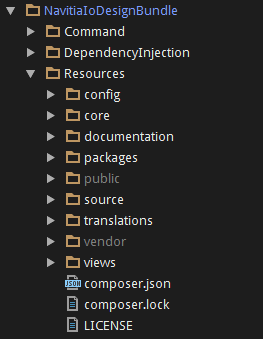 NavitiaIoDesignBundle
Command
DependencyInjection
Resources
config
core
documentation
packages
public
source
translations
vendor
views
JSON composer.json
composer.lock
LICENSE